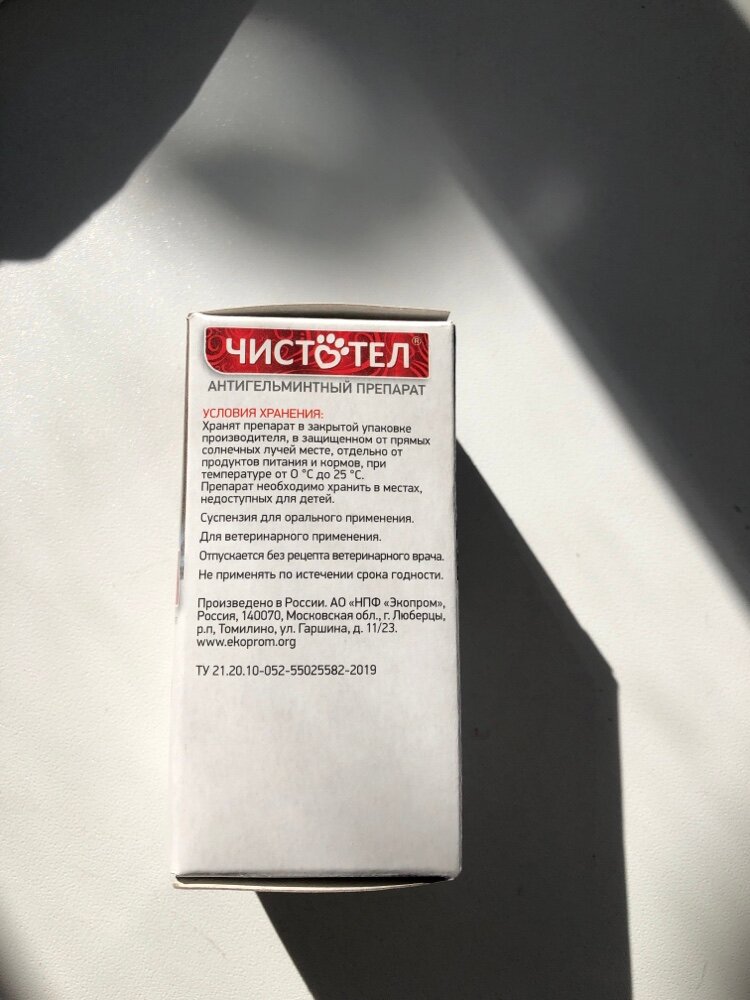 ЧИСТОТЕЛ®
АНТИГЕЛЬМИНТНЫЙ ПРЕПАРАТ
УСЛОВИЯ ХРАНЕНИЯ:
Хранят препарат в закрытой упаковке
производителя, в защищенном от прямых
солнечных лучей месте, отдельно от
продуктов питания и кормов, при
температуре от 0 °С до 25 °С.
Препарат необходимо хранить в местах,
недоступных для детей.
Суспензия для орального применения.
Для ветеринарного применения.
Отпускается без рецепта ветеринарного врача.
Не применять по истечении срока годности.
Произведено в России. АО «НПФ «Экопром»,
Россия, 140070, Московская обл., г. Люберцы,
р.п, Томилино, ул. Гаршина, д. 11/23.
www.ekoprom.org
ТУ 21.20.10-052-55025582-2019